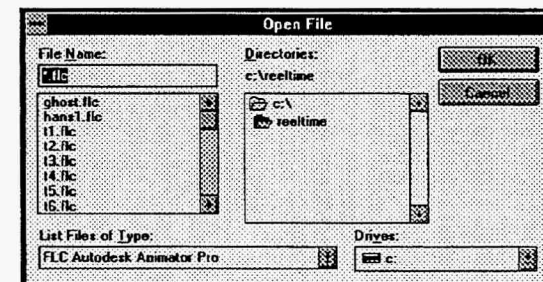 Open File
File Name:
*.flc
ghost.flc
hans1.flc
t1.flc
t2.flc
t3.flc
t4.flc
t5.flc
t6.flc
List Files of Type:
FLC Autodesk Animator Pro
Directories:
c:\reeltime
c:\
reeltime
Drives:
c:
OK
Cancel